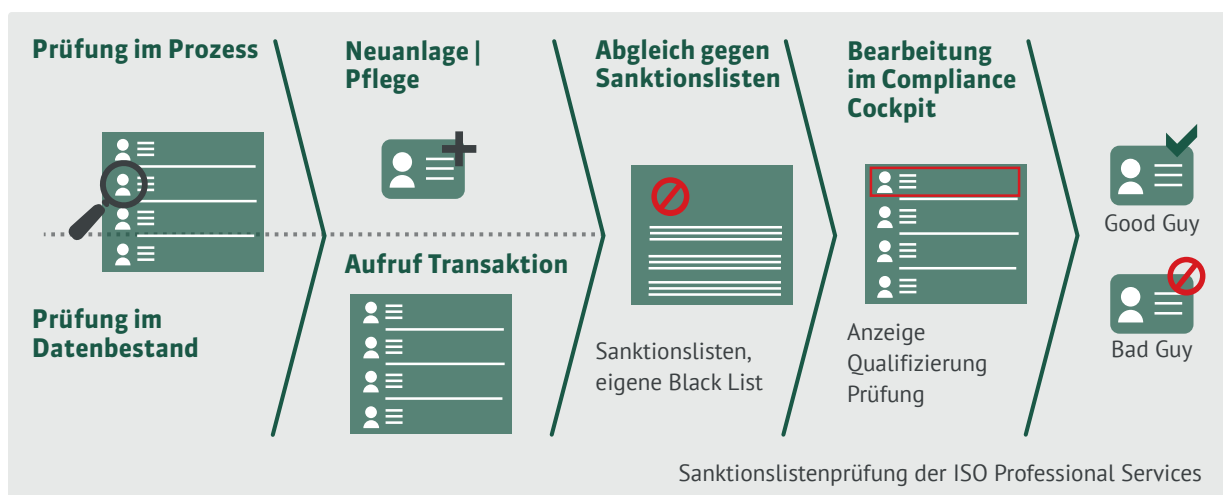 Prüfung im Prozess
Prüfung im
Datenbestand
Neuanlage |
Pflege
Aufruf Transaktion
Abgleich gegen
Sanktionslisten
Sanktionslisten,
eigene Black List
Bearbeitung
im Compliance
Cockpit
Anzeige
Qualifizierung
Prüfung
Good Guy
Bad Guy
Sanktionslistenprüfung der ISO Professional Services